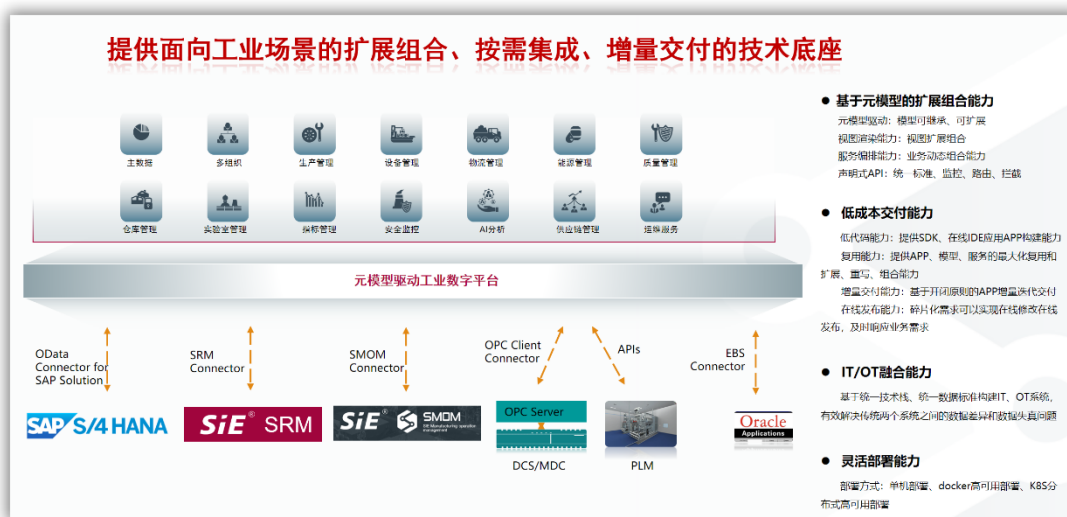 提供面向工业场景的扩展组合、按需集成、增量交付的技术底座
主数据 多组织 生产管理 设备管理 物流管理 能源管理 质量管理
仓库管理 实验室管理 指标管理 安全监控 AI分析 供应链管理 运维服务
元模型驱动工业数字平台
OData
Connector for
SAP Solution
SRM
Connector
SMOM
Connector
OPC Client
Connector
APIs
EBS
Connector
SAP S/4 HANA
SiE® SRM
SiE® SMOM
SIE Manufacturing operation
management
OPC Server
DCS/MDC
PLM
Oracle
Applications
● 基于元模型的扩展组合能力
元模型驱动：模型可继承、可扩展
视图渲染能力：视图扩展组合
服务编排能力：业务动态组合能力
声明式API：统一标准、监控、路由、拦截
● 低成本交付能力
低代码能力：提供SDK、在线IDE应用APP构建能力
复用能力：提供APP、模型、服务的最大化复用和
扩展、重写、组合能力
增量交付能力：基于开闭原则的APP增量迭代交付
在线发布能力：碎片化需求可以实现在线修改在线
发布，及时响应业务需求
● IT/OT融合能力
基于统一技术栈、统一数据标准构建IT、OT系统，
有效解决传统两个系统之间的数据差异和数据失真问题
● 灵活部署能力
部署方式：单机部署、docker高可用部署、K8S分
布式高可用部署